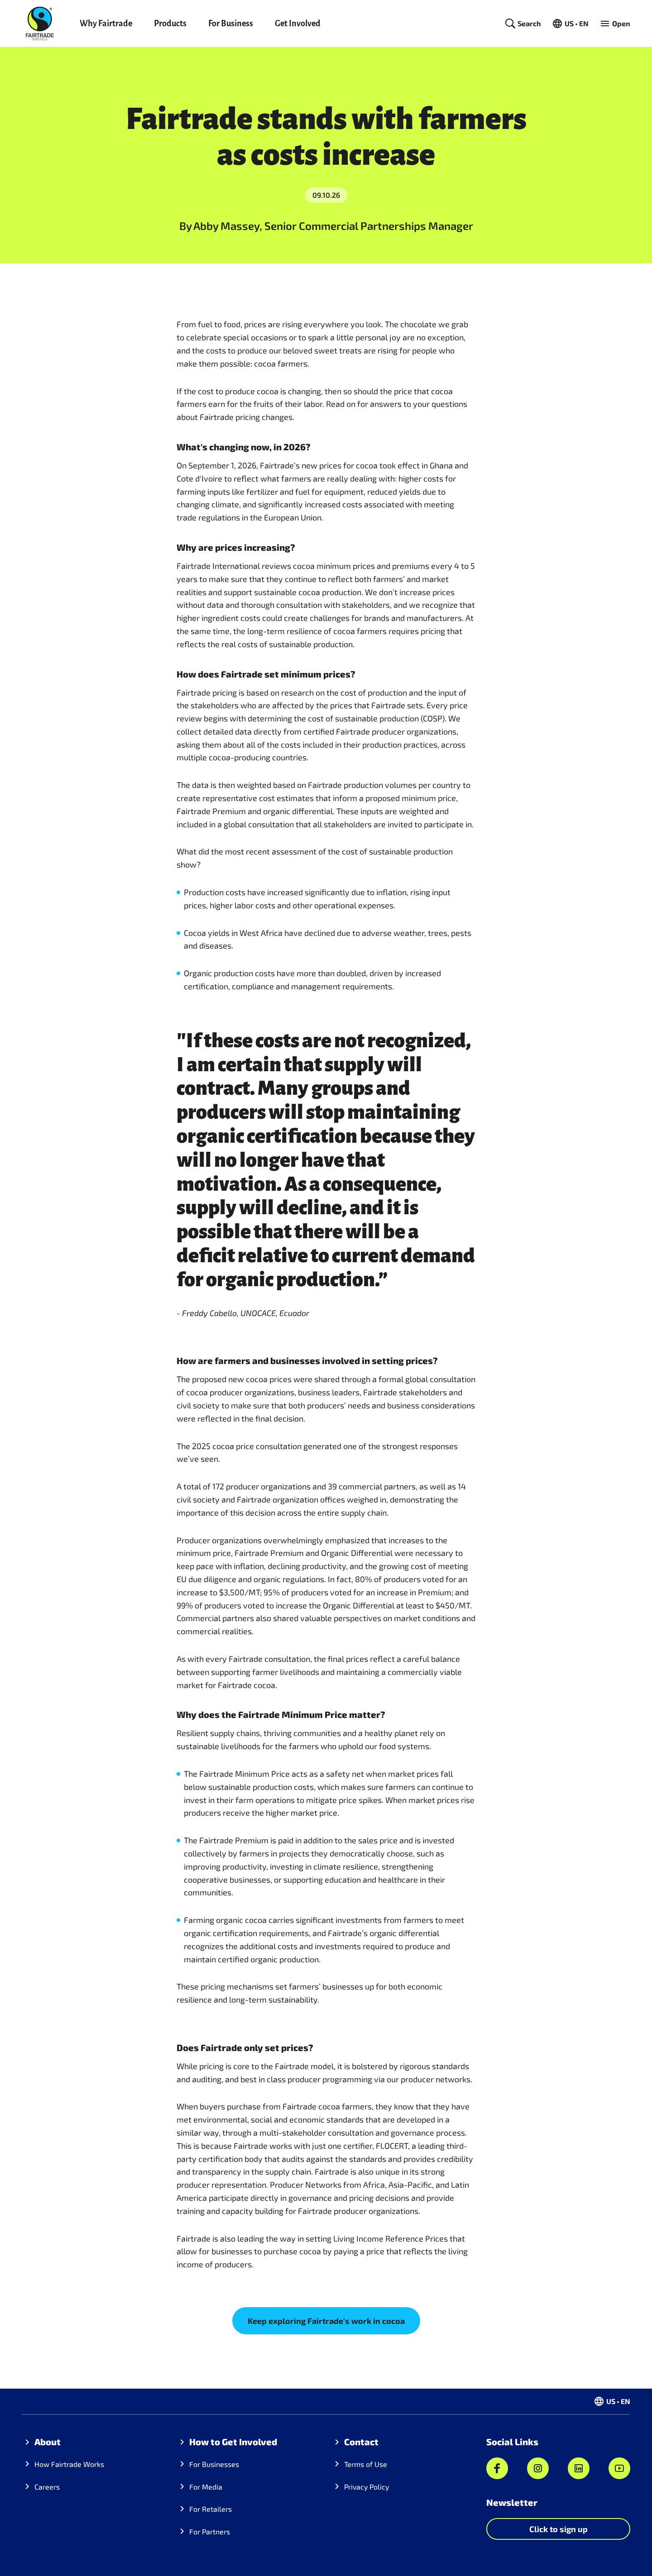 FAIRTRADE
AMERICA
Why Fairtrade
Products
For Business
Get Involved
Search
US • EN
Open
Fairtrade stands with farmers
as costs increase
09.10.26
By Abby Massey, Senior Commercial Partnerships Manager
From fuel to food, prices are rising everywhere you look. The chocolate we grab
to celebrate special occasions or to spark a little personal joy are no exception,
and the costs to produce our beloved sweet treats are rising for people who
make them possible: cocoa farmers.
If the cost to produce cocoa is changing, then so should the price that cocoa
farmers earn for the fruits of their labor. Read on for answers to your questions
about Fairtrade pricing changes.
What's changing now, in 2026?
On September 1, 2026, Fairtrade's new prices for cocoa took effect in Ghana and
Cote d'Ivoire to reflect what farmers are really dealing with: higher costs for
farming inputs like fertilizer and fuel for equipment, reduced yields due to
changing climate, and significantly increased costs associated with meeting
trade regulations in the European Union.
Why are prices increasing?
Fairtrade International reviews cocoa minimum prices and premiums every 4 to 5
years to make sure that they continue to reflect both farmers' and market
realities and support sustainable cocoa production. We don't increase prices
without data and thorough consultation with stakeholders, and we recognize that
higher ingredient costs could create challenges for brands and manufacturers. At
the same time, the long-term resilience of cocoa farmers requires pricing that
reflects the real costs of sustainable production.
How does Fairtrade set minimum prices?
Fairtrade pricing is based on research on the cost of production and the input of
the stakeholders who are affected by the prices that Fairtrade sets. Every price
review begins with determining the cost of sustainable production (COSP). We
collect detailed data directly from certified Fairtrade producer organizations,
asking them about all of the costs included in their production practices, across
multiple cocoa-producing countries.
The data is then weighted based on Fairtrade production volumes per country to
create representative cost estimates that inform a proposed minimum price,
Fairtrade Premium and organic differential. These inputs are weighted and
included in a global consultation that all stakeholders are invited to participate in.
What did the most recent assessment of the cost of sustainable production
show?
Production costs have increased significantly due to inflation, rising input
prices, higher labor costs and other operational expenses.
Cocoa yields in West Africa have declined due to adverse weather, trees, pests
and diseases.
Organic production costs have more than doubled, driven by increased
certification, compliance and management requirements.
"If these costs are not recognized,
I am certain that supply will
contract. Many groups and
producers will stop maintaining
organic certification because they
will no longer have that
motivation. As a consequence,
supply will decline, and it is
possible that there will be a
deficit relative to current demand
for organic production.”
- Freddy Cabello, UNOCACE, Ecuador
How are farmers and businesses involved in setting prices?
The proposed new cocoa prices were shared through a formal global consultation
of cocoa producer organizations, business leaders, Fairtrade stakeholders and
civil society to make sure that both producers' needs and business considerations
were reflected in the final decision.
The 2025 cocoa price consultation generated one of the strongest responses
we've seen.
A total of 172 producer organizations and 39 commercial partners, as well as 14
civil society and Fairtrade organization offices weighed in, demonstrating the
importance of this decision across the entire supply chain.
Producer organizations overwhelmingly emphasized that increases to the
minimum price, Fairtrade Premium and Organic Differential were necessary to
keep pace with inflation, declining productivity, and the growing cost of meeting
EU due diligence and organic regulations. In fact, 80% of producers voted for an
increase to $3,500/MT; 95% of producers voted for an increase in Premium; and
99% of producers voted to increase the Organic Differential at least to $450/MT.
Commercial partners also shared valuable perspectives on market conditions and
commercial realities.
As with every Fairtrade consultation, the final prices reflect a careful balance
between supporting farmer livelihoods and maintaining a commercially viable
market for Fairtrade cocoa.
Why does the Fairtrade Minimum Price matter?
Resilient supply chains, thriving communities and a healthy planet rely on
sustainable livelihoods for the farmers who uphold our food systems.
The Fairtrade Minimum Price acts as a safety net when market prices fall
below sustainable production costs, which makes sure farmers can continue to
invest in their farm operations to mitigate price spikes. When market prices rise
producers receive the higher market price.
The Fairtrade Premium is paid in addition to the sales price and is invested
collectively by farmers in projects they democratically choose, such as
improving productivity, investing in climate resilience, strengthening
cooperative businesses, or supporting education and healthcare in their
communities.
Farming organic cocoa carries significant investments from farmers to meet
organic certification requirements, and Fairtrade's organic differential
recognizes the additional costs and investments required to produce and
maintain certified organic production.
These pricing mechanisms set farmers' businesses up for both economic
resilience and long-term sustainability.
Does Fairtrade only set prices?
While pricing is core to the Fairtrade model, it is bolstered by rigorous standards
and auditing, and best in class producer programming via our producer networks.
When buyers purchase from Fairtrade cocoa farmers, they know that they have
met environmental, social and economic standards that are developed in a
similar way, through a multi-stakeholder consultation and governance process.
This is because Fairtrade works with just one certifier, FLOCERT, a leading third-
party certification body that audits against the standards and provides credibility
and transparency in the supply chain. Fairtrade is also unique in its strong
producer representation. Producer Networks from Africa, Asia-Pacific, and Latin
America participate directly in governance and pricing decisions and provide
training and capacity building for Fairtrade producer organizations.
Fairtrade is also leading the way in setting Living Income Reference Prices that
allow for businesses to purchase cocoa by paying a price that reflects the living
income of producers.
Keep exploring Fairtrade's work in cocoa
US • EN
About
How Fairtrade Works
Careers
How to Get Involved
For Businesses
For Media
For Retailers
For Partners
Contact
Terms of Use
Privacy Policy
Social Links
Newsletter
Click to sign up